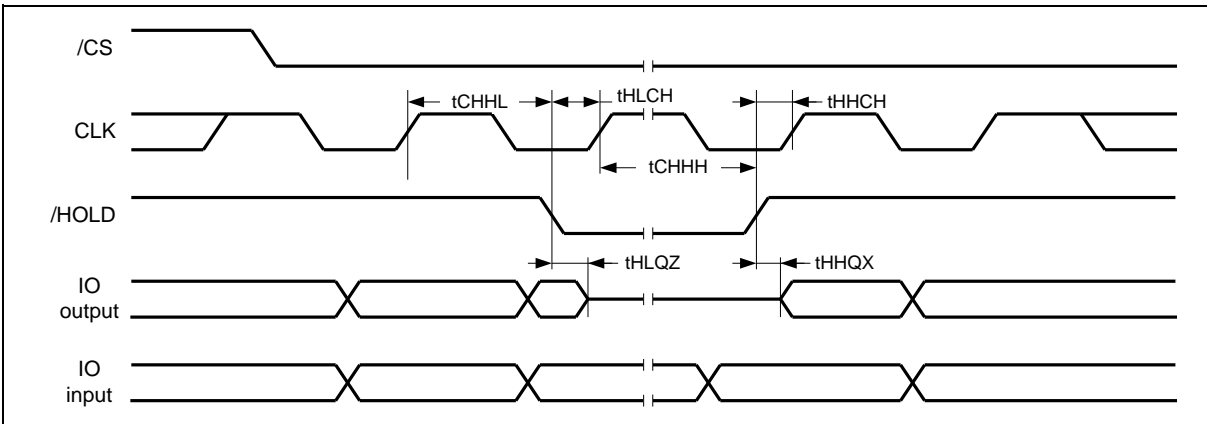 /CS
tCHHL
tHLCH
tHHCH
CLK
tCHHH
/HOLD
tHLQZ
tHHQX
IO
output
IO
input